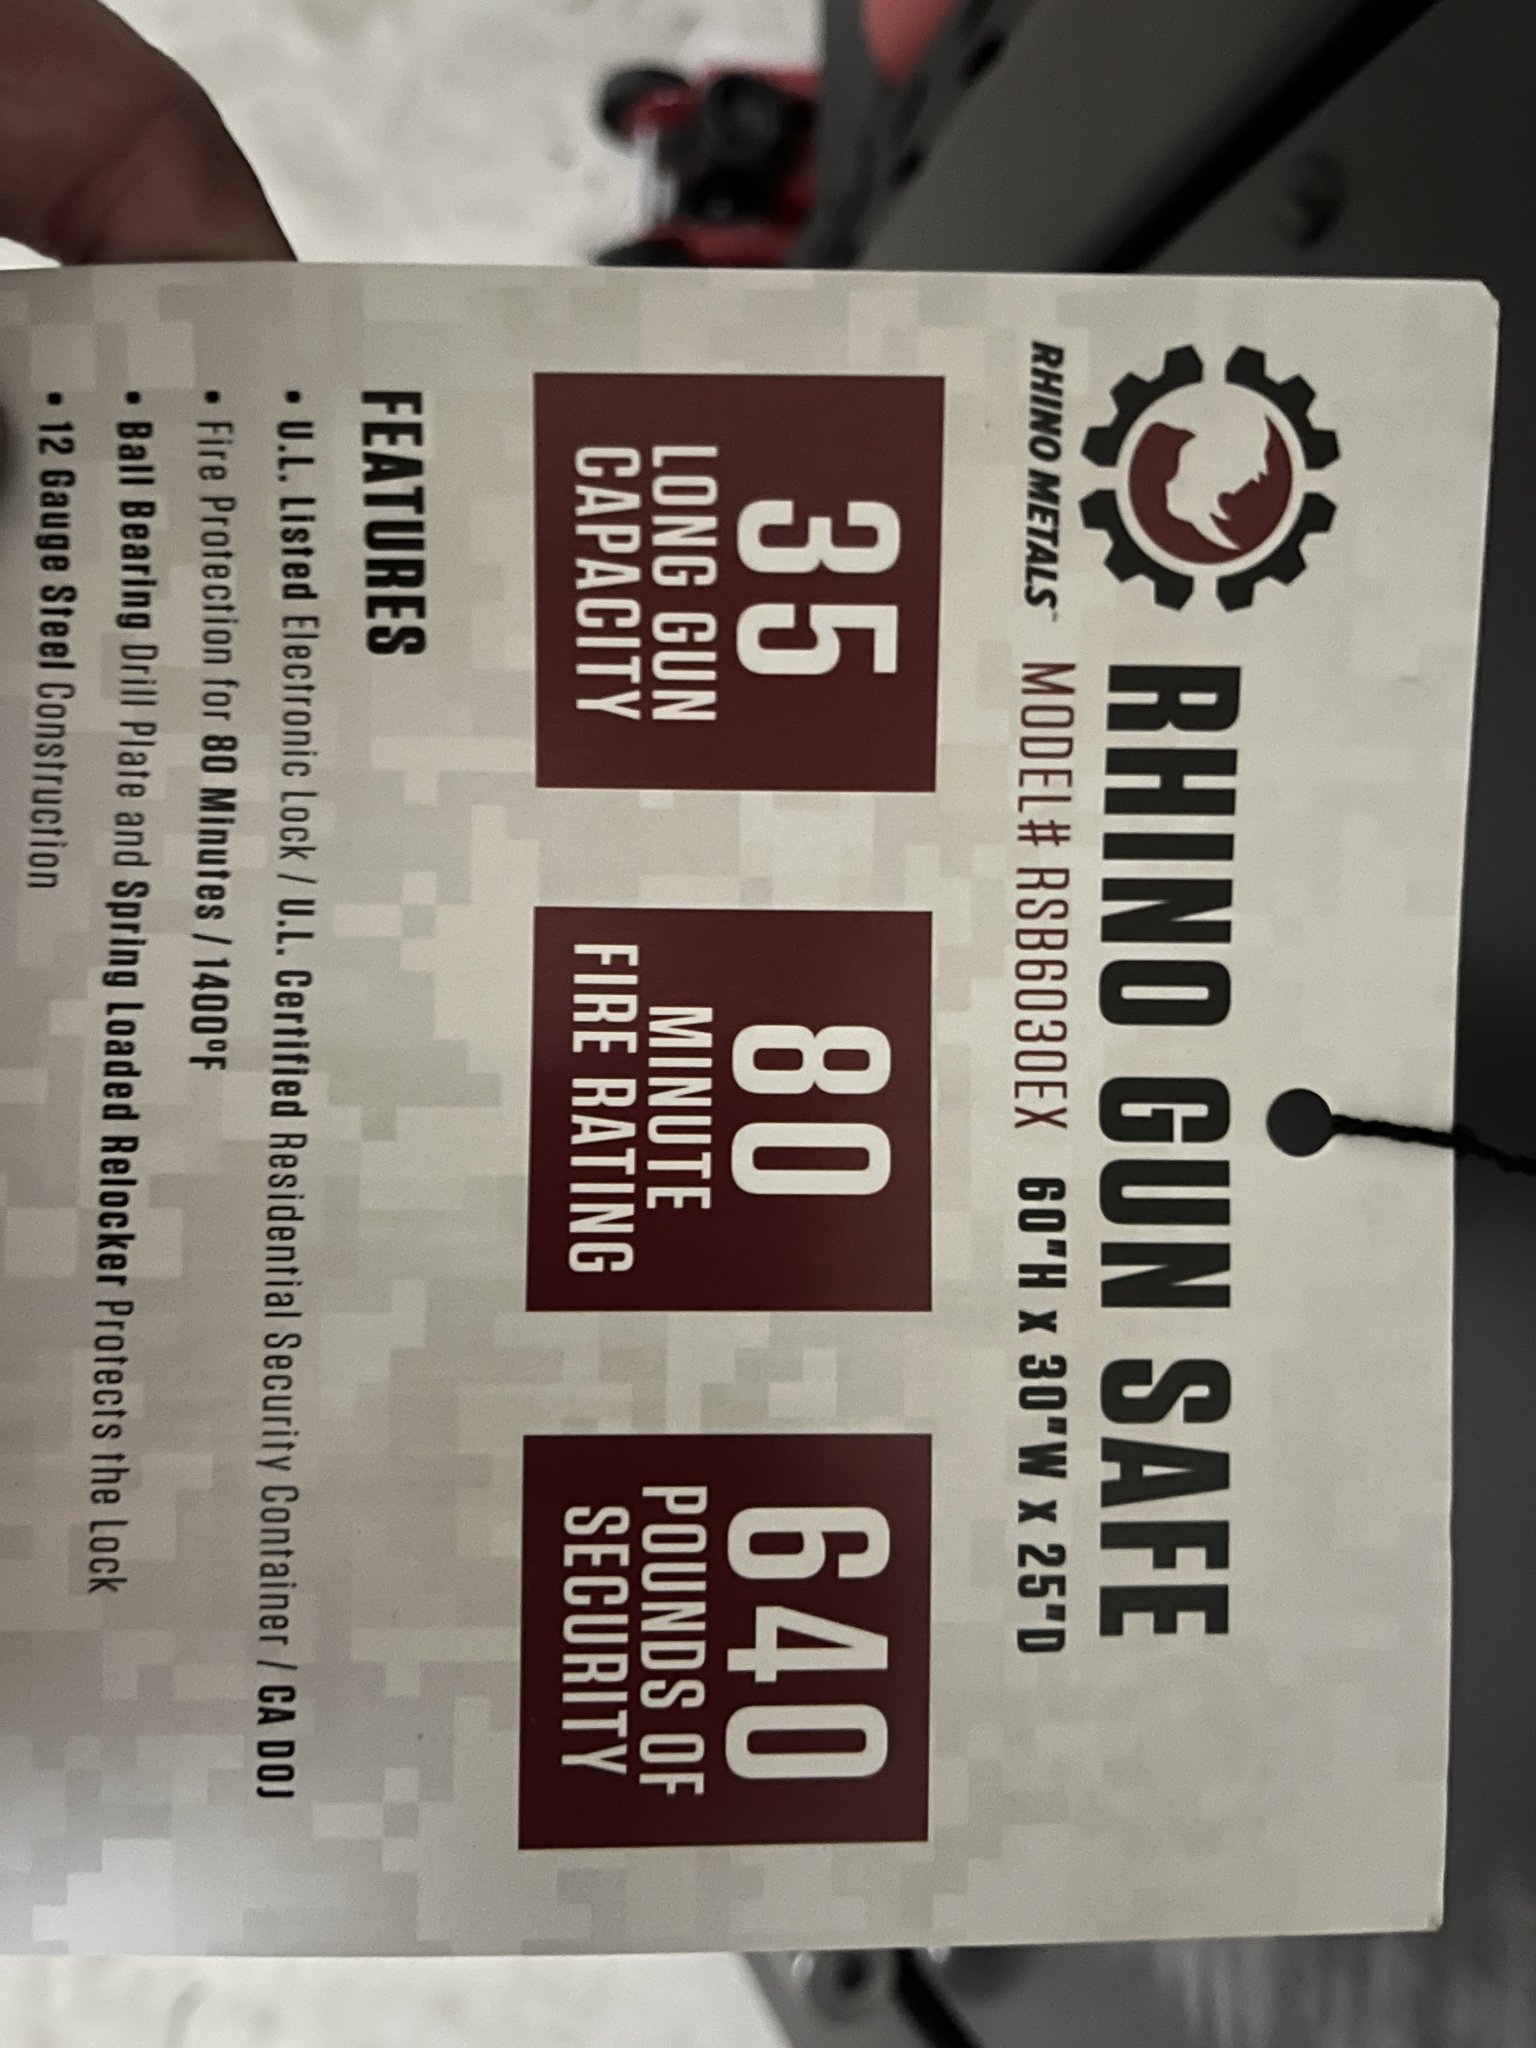 RHINO METALS™
RHINO GUN SAFE
MODEL# RSB6030EX 60"H x 30"W x 25"D
35
LONG GUN
CAPACITY
80
MINUTE
FIRE RATING
640
POUNDS OF
SECURITY
FEATURES
• U.L. Listed Electronic Lock / U.L. Certified Residential Security Container / CA DOJ
• Fire Protection for 80 Minutes / 1400ºF
• Ball Bearing Drill Plate and Spring Loaded Relocker Protects the Lock
• 12 Gauge Steel Construction